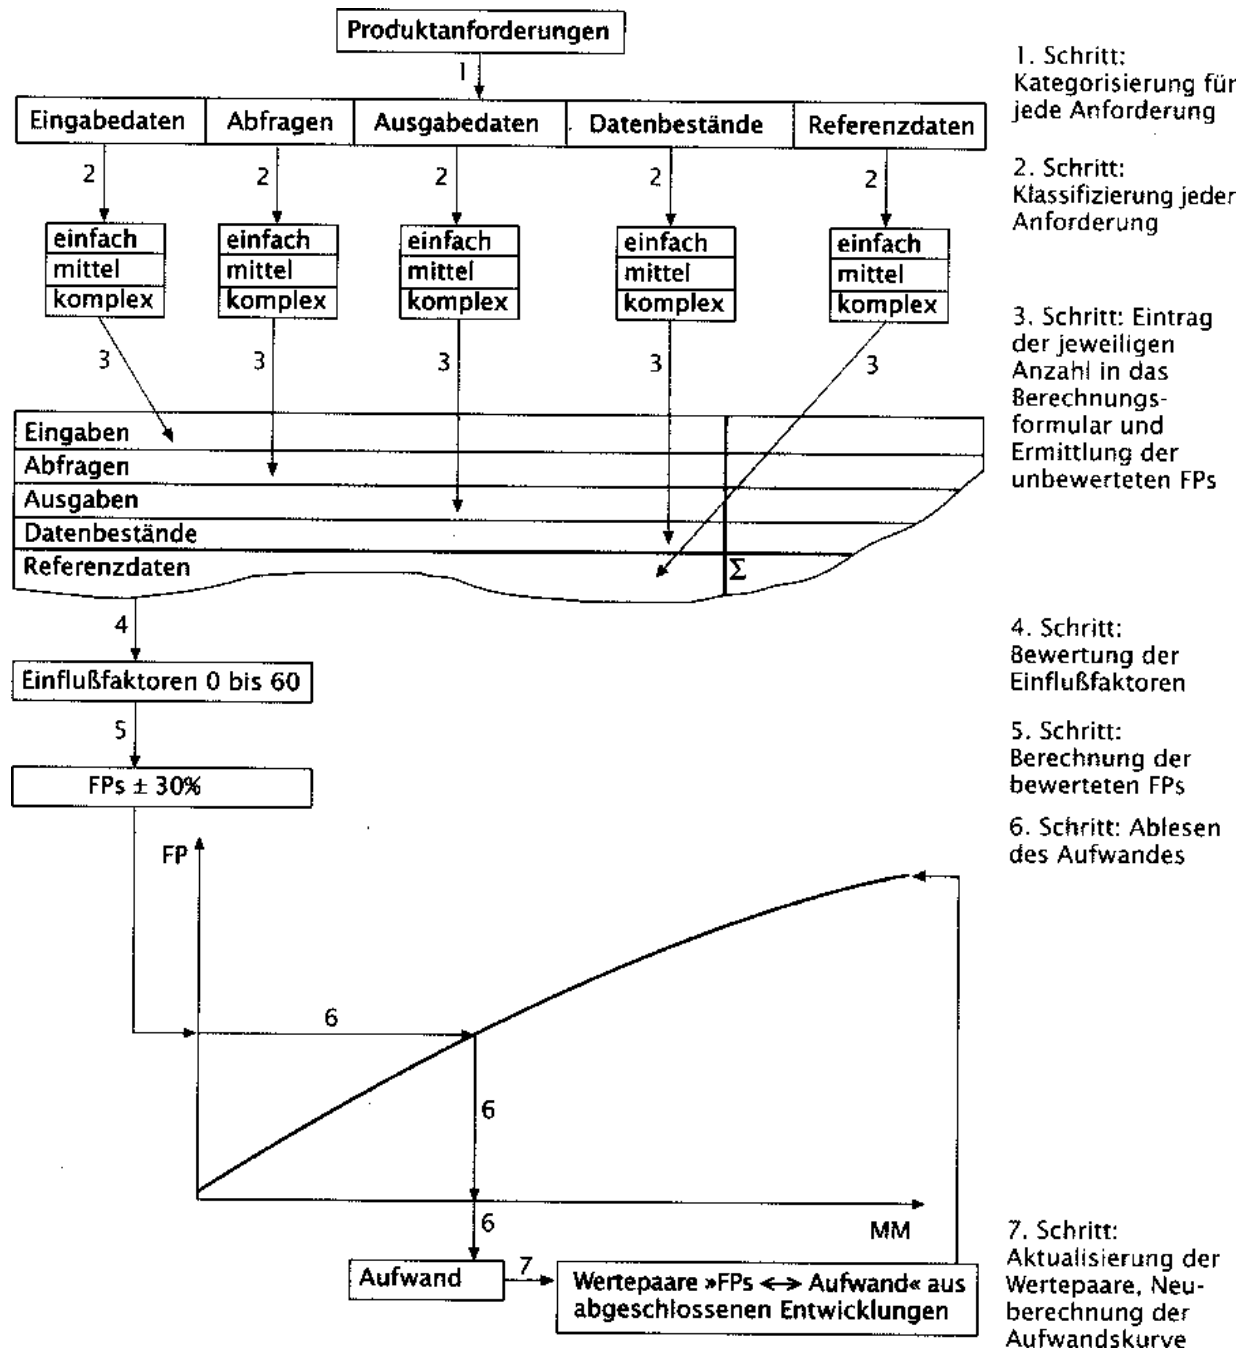 Produktanforderungen
1
Eingabedaten Abfragen Ausgabedaten Datenbestände Referenzdaten
2 2 2 2 2
einfach einfach einfach einfach einfach
mittel mittel mittel mittel mittel
komplex komplex komplex komplex komplex
3 3 3 3 3
Eingaben
Abfragen
Ausgaben
Datenbestände
Referenzdaten Σ
4
Einflußfaktoren 0 bis 60
5
FPs ± 30%
FP
6
6
MM
6
Aufwand
7
Wertepaare »FPs ↔ Aufwand« aus
abgeschlossenen Entwicklungen
1. Schritt:
Kategorisierung für
jede Anforderung
2. Schritt:
Klassifizierung jeder
Anforderung
3. Schritt: Eintrag
der jeweiligen
Anzahl in das
Berechnungs-
formular und
Ermittlung der
unbewerteten FPs
4. Schritt:
Bewertung der
Einflußfaktoren
5. Schritt:
Berechnung der
bewerteten FPs
6. Schritt: Ablesen
des Aufwandes
7. Schritt:
Aktualisierung der
Wertepaare, Neu-
berechnung der
Aufwandskurve